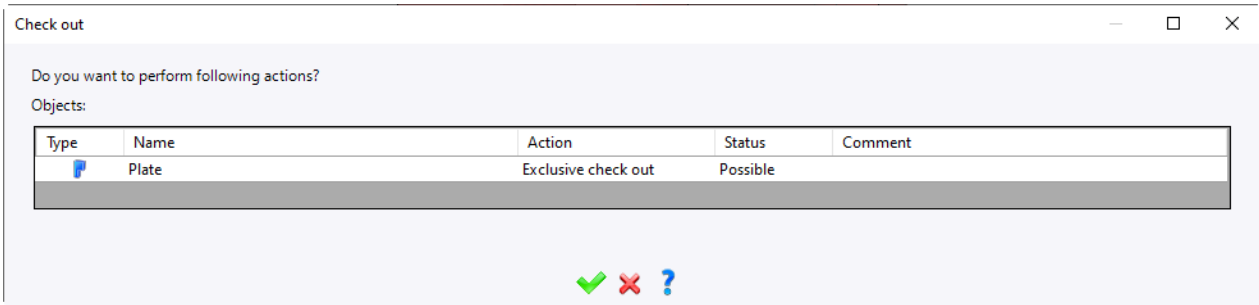 Check out
Do you want to perform following actions?
Objects:
Type Name Action Status Comment
Plate Exclusive check out Possible